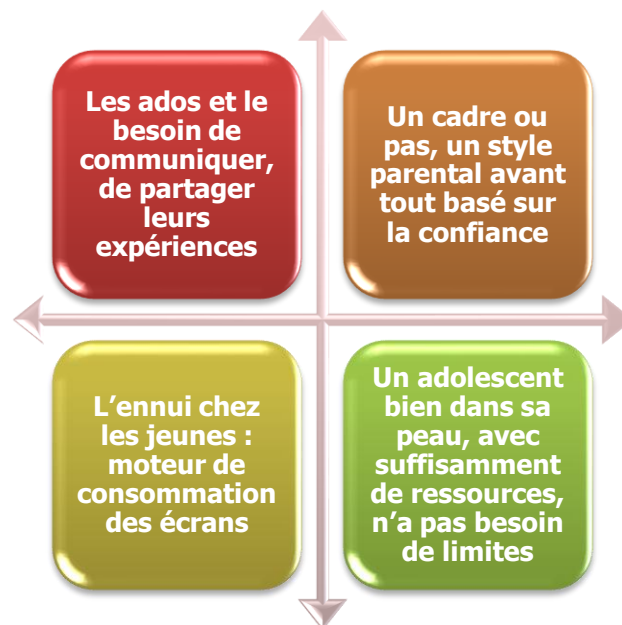 Les ados et le
besoin de
communiquer,
de partager
leurs
expériences
Un cadre ou
pas, un style
parental avant
tout basé sur
la confiance
L’ennui chez
les jeunes :
moteur de
consommation
des écrans
Un adolescent
bien dans sa
peau, avec
suffisamment
de ressources,
n’a pas besoin
de limites